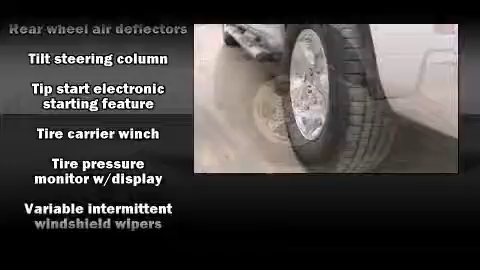 Rear wheel air deflectors
Tilt steering column
Tip start electronic
starting feature
Tire carrier winch
Tire pressure
monitor w/display
Variable intermittent
windshield wipers